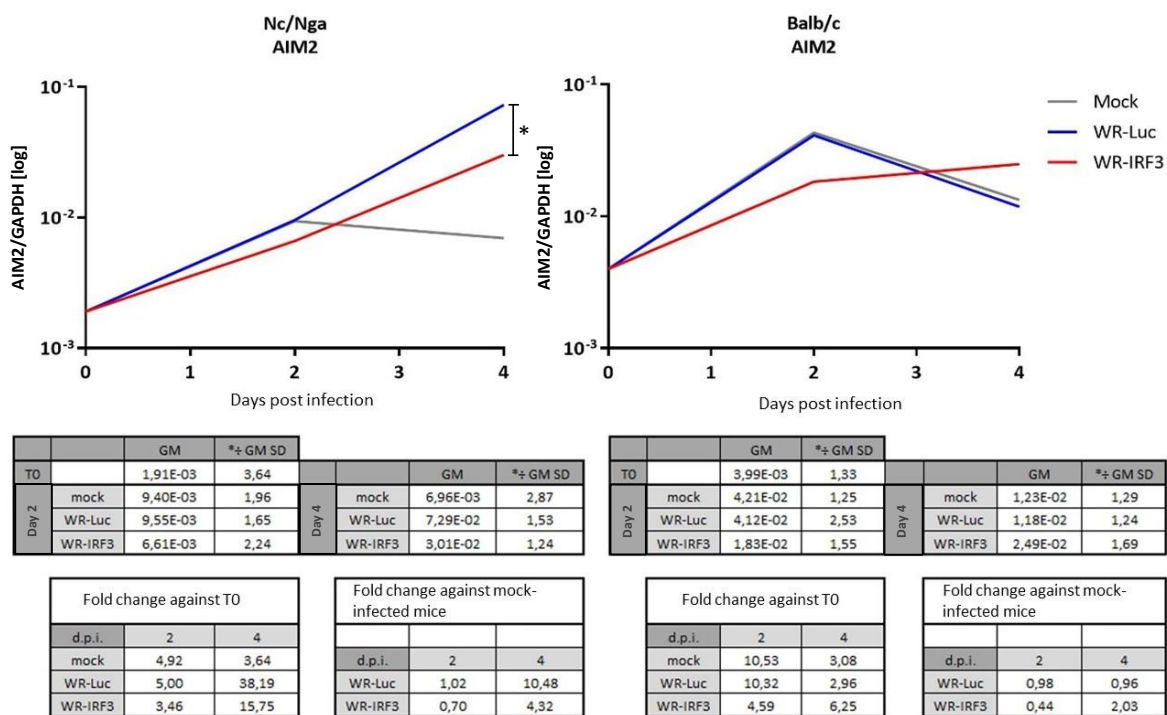 Nc/Nga
AIM2
AIM2/GAPDH [log]
10-1
10-2
10-3
*
0 1 2 3 4
Days post infection
Balb/c
AIM2
AIM2/GAPDH [log]
10-1
10-2
10-3
0 1 2 3 4
Days post infection
Mock
WR-Luc
WR-IRF3
GM *÷ GM SD
T0 1,91E-03 3,64
Day 2
mock 9,40E-03 1,96
WR-Luc 9,55E-03 1,65
WR-IRF3 6,61E-03 2,24
GM *÷ GM SD
Day 4
mock 6,96E-03 2,87
WR-Luc 7,29E-02 1,53
WR-IRF3 3,01E-02 1,24
GM *÷ GM SD
T0 3,99E-03 1,33
Day 2
mock 4,21E-02 1,25
WR-Luc 4,12E-02 2,53
WR-IRF3 1,83E-02 1,55
GM *÷ GM SD
Day 4
mock 1,23E-02 1,29
WR-Luc 1,18E-02 1,24
WR-IRF3 2,49E-02 1,69
Fold change against T0
d.p.i. 2 4
mock 4,92 3,64
WR-Luc 5,00 38,19
WR-IRF3 3,46 15,75
Fold change against mock-
infected mice
d.p.i. 2 4
WR-Luc 1,02 10,48
WR-IRF3 0,70 4,32
Fold change against T0
d.p.i. 2 4
mock 10,53 3,08
WR-Luc 10,32 2,96
WR-IRF3 4,59 6,25
Fold change against mock-
infected mice
d.p.i. 2 4
WR-Luc 0,98 0,96
WR-IRF3 0,44 2,03